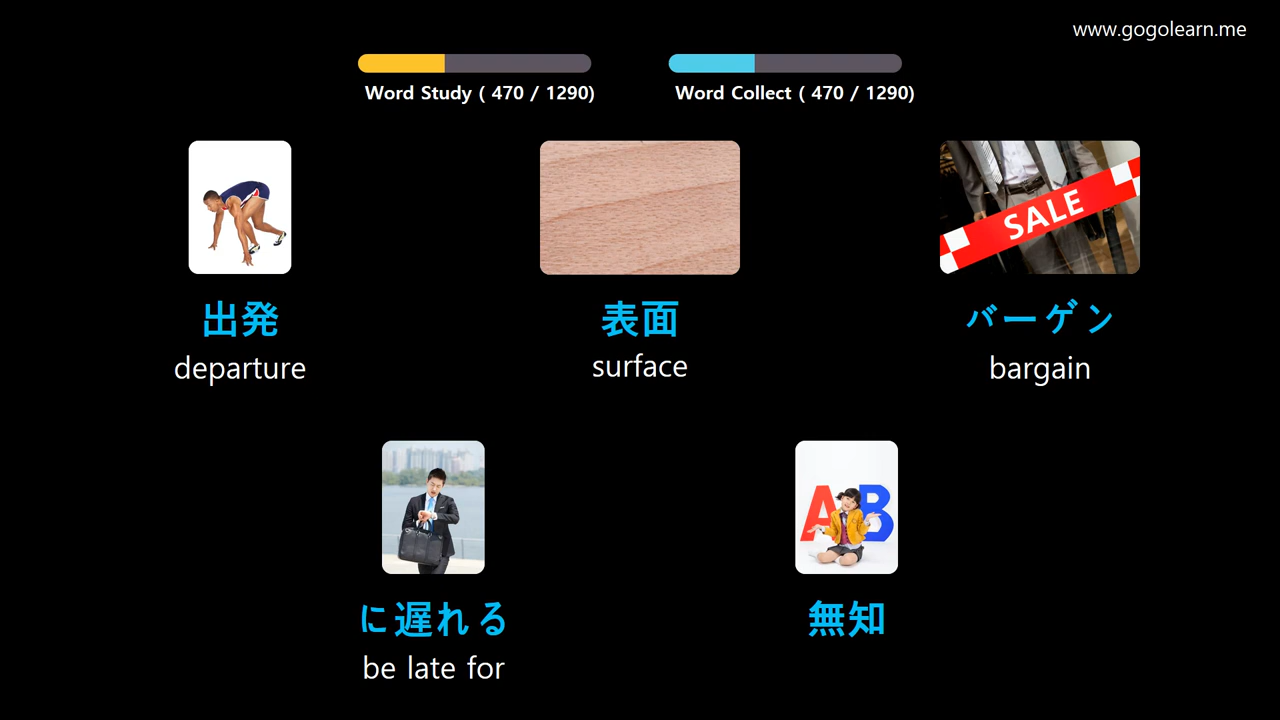 www.gogolearn.me
Word Study ( 470 / 1290)
Word Collect ( 470 / 1290)
SALE
出発
departure
表面
surface
バーゲン
bargain
A B
に遅れる
be late for
無知